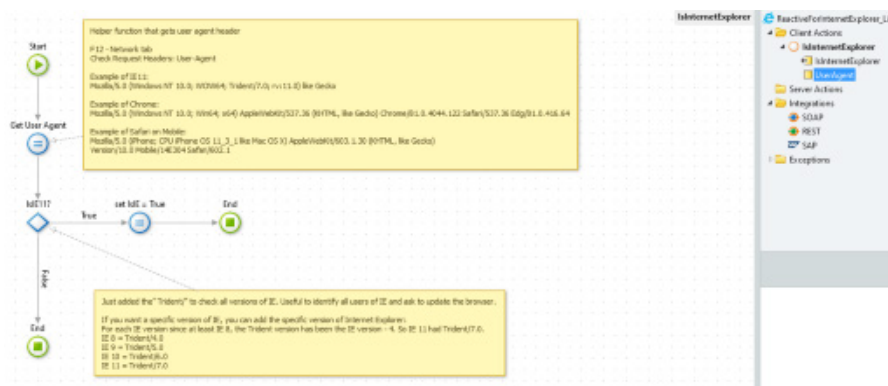 IsInternetExplorer
Helper function that gets user agent header
F12 - Network tab
Check Request Headers: User-Agent
Example of IE11:
Mozilla/5.0 (Windows NT 10.0; WOW64; Trident/7.0; rv:11.0) like Gecko
Example of Chrome:
Mozilla/5.0 (Windows NT 10.0; Win64; x64) AppleWebKit/537.36 (KHTML, like Gecko) Chrome/81.0.4044.122 Safari/537.36 Edg/81.0.416.64
Example of Safari on Mobile:
Mozilla/5.0 (iPhone; CPU iPhone OS 11_3_1 like Mac OS X) AppleWebKit/603.1.30 (KHTML, like Gecko)
Version/10.0 Mobile/14E304 Safari/602.1
Start
Get User Agent
IsIE11?
True
set IsIE = True
End
False
End
Just added the "Trident/" to check all versions of IE. Useful to identify all users of IE and ask to update the browser.
If you want a specific version of IE, you can add the specific version of Internet Explorer:
For each IE version since at least IE 8, the Trident version has been the IE version - 4. So IE 11 had Trident/7.0.
IE 8 = Trident/4.0
IE 9 = Trident/5.0
IE 10 = Trident/6.0
IE 11 = Trident/7.0
ReactiveForInternetExplorer_Li
Client Actions
IsInternetExplorer
IsInternetExplorer
UserAgent
Server Actions
Integrations
SOAP
REST
SAP
Exceptions